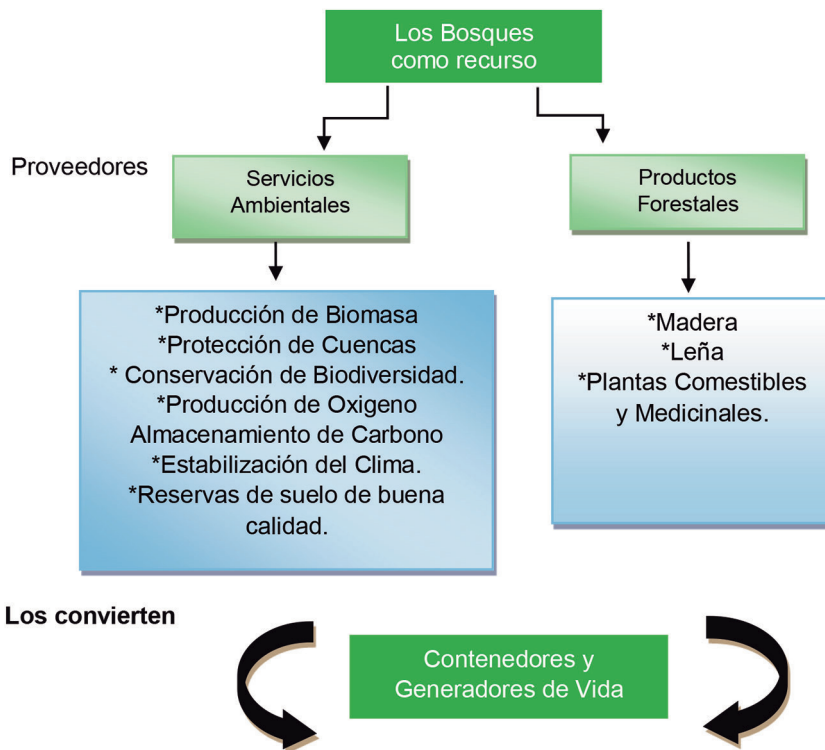 Los Bosques
como recurso
Proveedores
Servicios
Ambientales
Productos
Forestales
*Producción de Biomasa
*Protección de Cuencas
* Conservación de Biodiversidad.
*Producción de Oxigeno
Almacenamiento de Carbono
*Estabilización del Clima.
*Reservas de suelo de buena
calidad.
*Madera
*Leña
*Plantas Comestibles
y Medicinales.
Los convierten
Contenedores y
Generadores de Vida